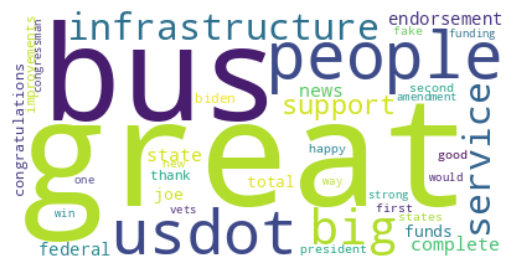 infrastructure endorsement
fake funding
bus people
congressman
improvements
congratulations
biden news support second
amendment
service
great
state happy good
new
thank one total way would
joe strong
vets first
win usdot big funds states
federal president complete